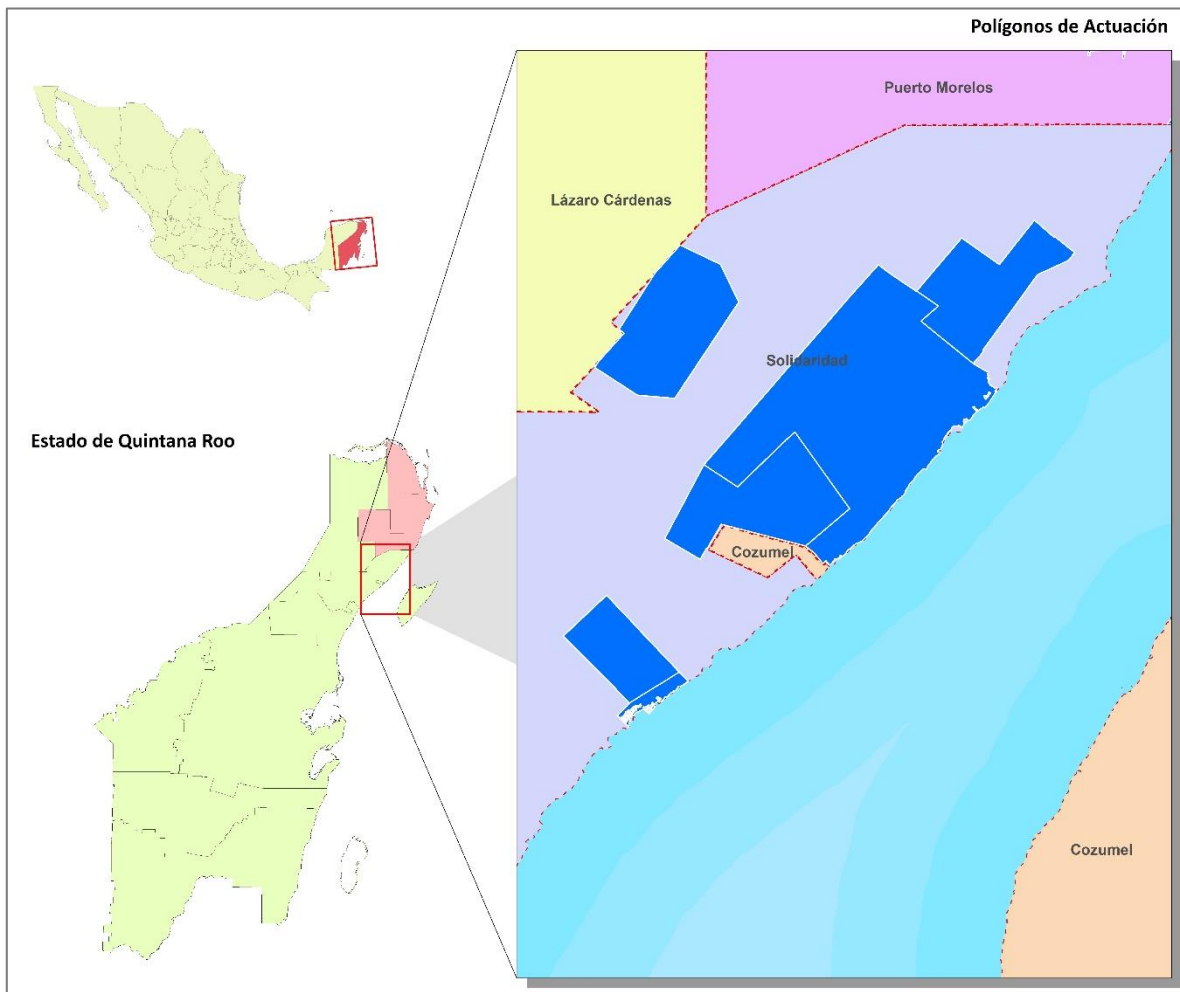 Polígonos de Actuación
Puerto Morelos
Lázaro Cárdenas
Solidaridad
Estado de Quintana Roo
Cozumel
Cozumel